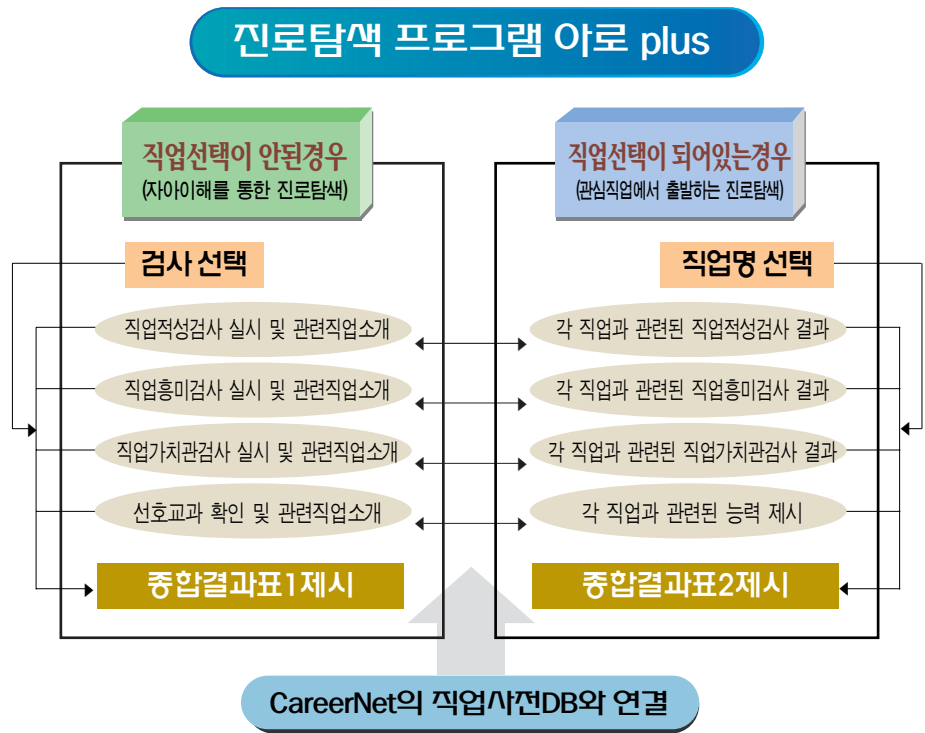 진로탐색 프로그램 아로 plus
직업선택이 안된경우
(자아이해를 통한 진로탐색)
검사 선택
직업적성검사 실시 및 관련직업소개
직업흥미검사 실시 및 관련직업소개
직업가치관검사 실시 및 관련직업소개
선호교과 확인 및 관련직업소개
종합결과표1제시
직업선택이 되어있는경우
(관심직업에서 출발하는 진로탐색)
직업명 선택
각 직업과 관련된 직업적성검사 결과
각 직업과 관련된 직업흥미검사 결과
각 직업과 관련된 직업가치관검사 결과
각 직업과 관련된 능력 제시
종합결과표2제시
CareerNet의 직업사전DB와 연결